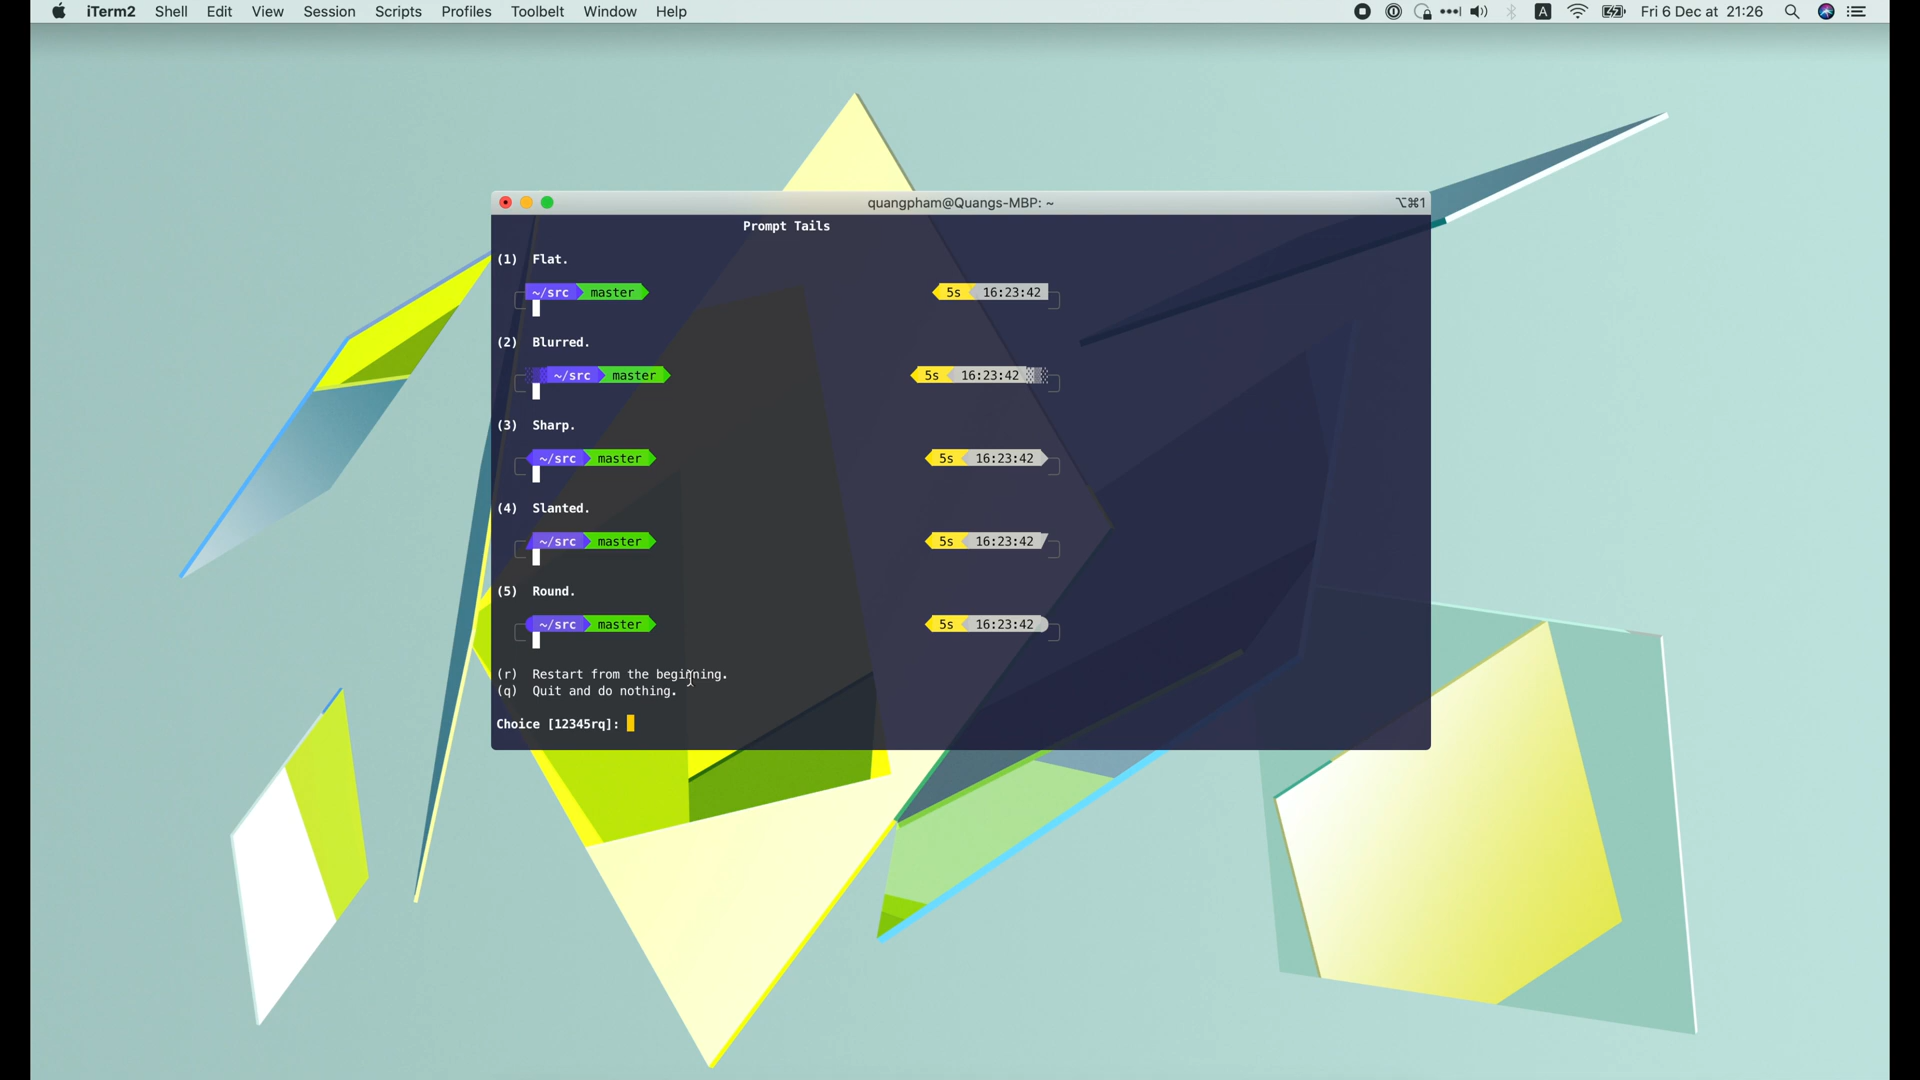 iTerm2 Shell Edit View Session Scripts Profiles Toolbelt Window Help A Fri 6 Dec at 21:26
quangpham@Quangs-MBP: ~ ⌥⌘1
Prompt Tails
(1) Flat.
~/src master 5s 16:23:42
(2) Blurred.
~/src master 5s 16:23:42
(3) Sharp.
~/src master 5s 16:23:42
(4) Slanted.
~/src master 5s 16:23:42
(5) Round.
~/src master 5s 16:23:42
(r) Restart from the beginning.
(q) Quit and do nothing.
Choice [12345rq]: